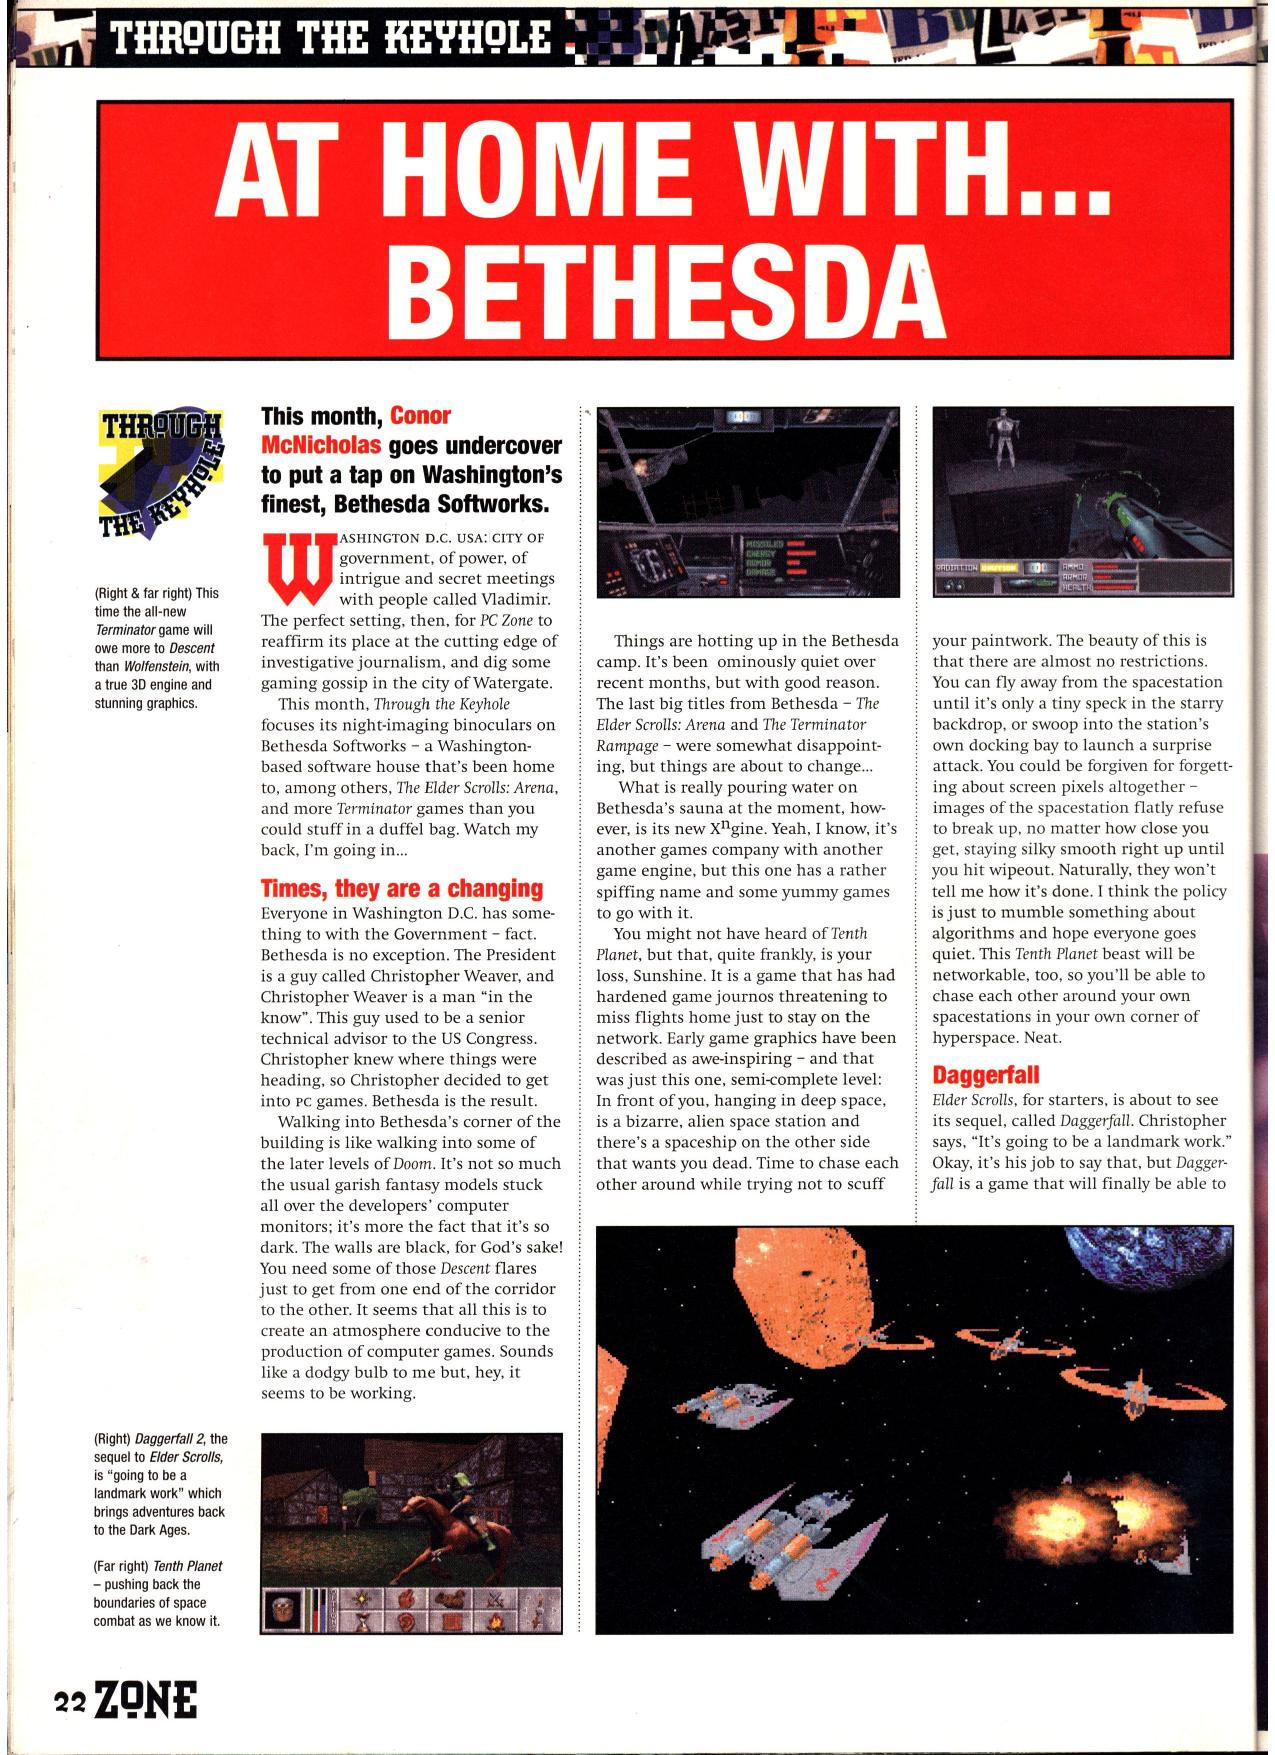 THROUGH THE KEYHOLE
AT HOME WITH...
BETHESDA
THROUGH
THE KEYHOLE
(Right & far right) This
time the all-new
Terminator game will
owe more to Descent
than Wolfenstein, with
a true 3D engine and
stunning graphics.
This month, Conor
McNicholas goes undercover
to put a tap on Washington's
finest, Bethesda Softworks.
WASHINGTON D.C. USA: CITY OF
government, of power, of
intrigue and secret meetings
with people called Vladimir.
The perfect setting, then, for PC Zone to
reaffirm its place at the cutting edge of
investigative journalism, and dig some
gaming gossip in the city of Watergate.
This month, Through the Keyhole
focuses its night-imaging binoculars on
Bethesda Softworks – a Washington-
based software house that's been home
to, among others, The Elder Scrolls: Arena,
and more Terminator games than you
could stuff in a duffel bag. Watch my
back, I'm going in...
Times, they are a changing
Everyone in Washington D.C. has some-
thing to with the Government – fact.
Bethesda is no exception. The President
is a guy called Christopher Weaver, and
Christopher Weaver is a man “in the
know”. This guy used to be a senior
technical advisor to the US Congress.
Christopher knew where things were
heading, so Christopher decided to get
into PC games. Bethesda is the result.
Walking into Bethesda's corner of the
building is like walking into some of
the later levels of Doom. It's not so much
the usual garish fantasy models stuck
all over the developers' computer
monitors; it's more the fact that it's so
dark. The walls are black, for God's sake!
You need some of those Descent flares
just to get from one end of the corridor
to the other. It seems that all this is to
create an atmosphere conducive to the
production of computer games. Sounds
like a dodgy bulb to me but, hey, it
seems to be working.
(Right) Daggerfall 2, the
sequel to Elder Scrolls,
is “going to be a
landmark work” which
brings adventures back
to the Dark Ages.
(Far right) Tenth Planet
– pushing back the
boundaries of space
combat as we know it.
MISSILES
ENERGY
ARMOR
DAMAGE
RADIATION
AMMO
ARMOR
HEALTH
Things are hotting up in the Bethesda
camp. It's been ominously quiet over
recent months, but with good reason.
The last big titles from Bethesda – The
Elder Scrolls: Arena and The Terminator
Rampage – were somewhat disappoint-
ing, but things are about to change...
What is really pouring water on
Bethesda's sauna at the moment, how-
ever, is its new Xngine. Yeah, I know, it's
another games company with another
game engine, but this one has a rather
spiffing name and some yummy games
to go with it.
You might not have heard of Tenth
Planet, but that, quite frankly, is your
loss, Sunshine. It is a game that has had
hardened game journos threatening to
miss flights home just to stay on the
network. Early game graphics have been
described as awe-inspiring – and that
was just this one, semi-complete level:
In front of you, hanging in deep space,
is a bizarre, alien space station and
there's a spaceship on the other side
that wants you dead. Time to chase each
other around while trying not to scuff
your paintwork. The beauty of this is
that there are almost no restrictions.
You can fly away from the spacestation
until it's only a tiny speck in the starry
backdrop, or swoop into the station's
own docking bay to launch a surprise
attack. You could be forgiven for forgett-
ing about screen pixels altogether –
images of the spacestation flatly refuse
to break up, no matter how close you
get, staying silky smooth right up until
you hit wipeout. Naturally, they won't
tell me how it's done. I think the policy
is just to mumble something about
algorithms and hope everyone goes
quiet. This Tenth Planet beast will be
networkable, too, so you'll be able to
chase each other around your own
spacestations in your own corner of
hyperspace. Neat.
Daggerfall
Elder Scrolls, for starters, is about to see
its sequel, called Daggerfall. Christopher
says, “It's going to be a landmark work.”
Okay, it's his job to say that, but Dagger-
fall is a game that will finally be able to
22 ZONE